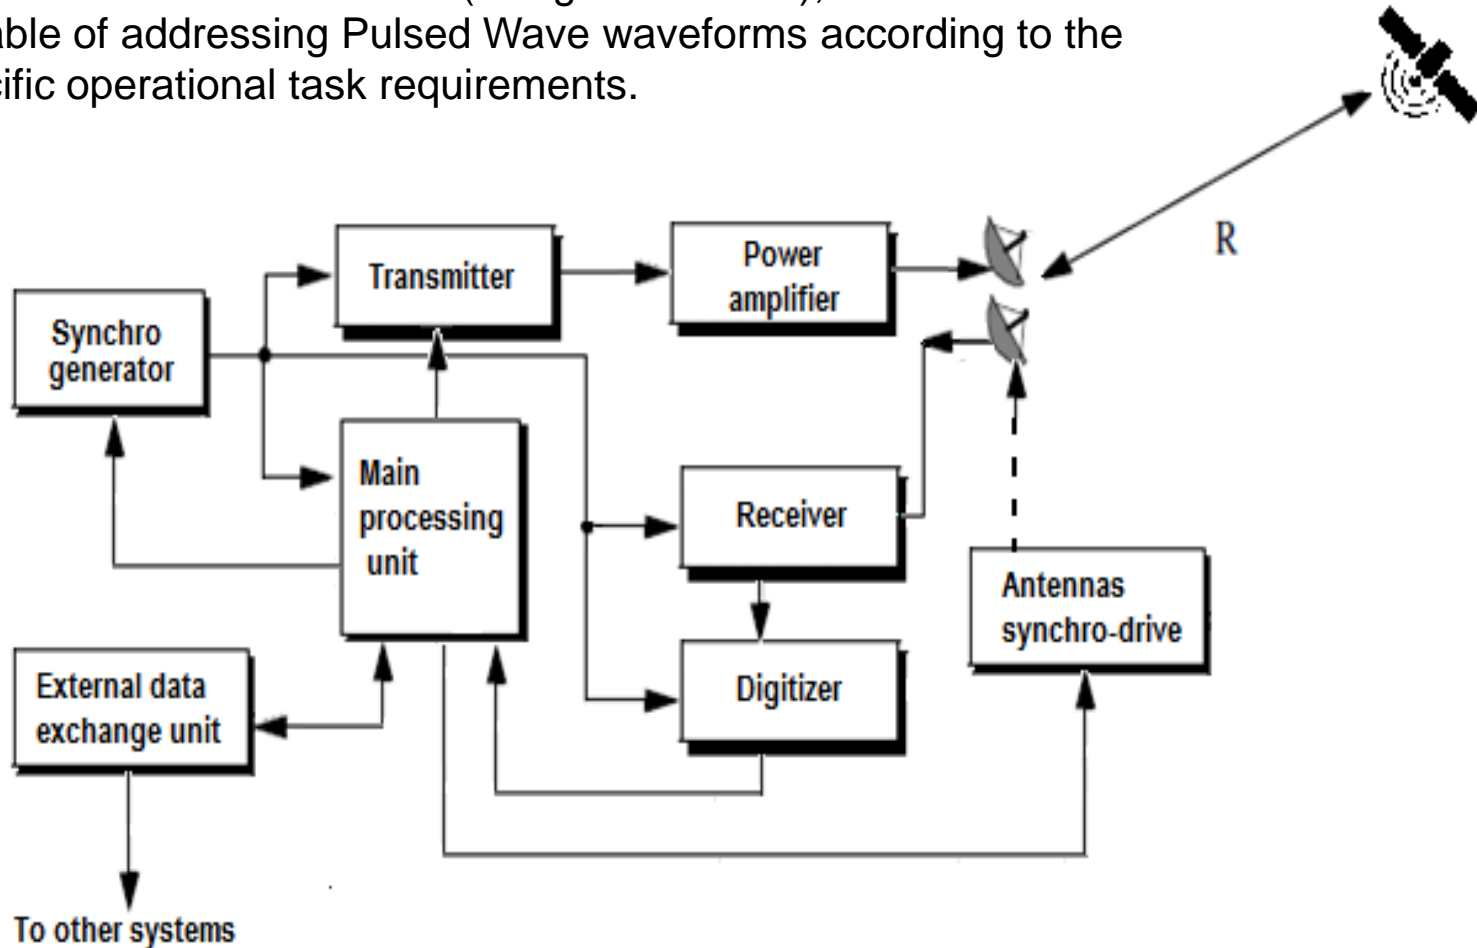 able of addressing Pulsed Wave waveforms according to the
cific operational task requirements.
R
Transmitter
Power
amplifier
Synchro
generator
Main
processing
unit
Receiver
Antennas
synchro-drive
External data
exchange unit
Digitizer
To other systems